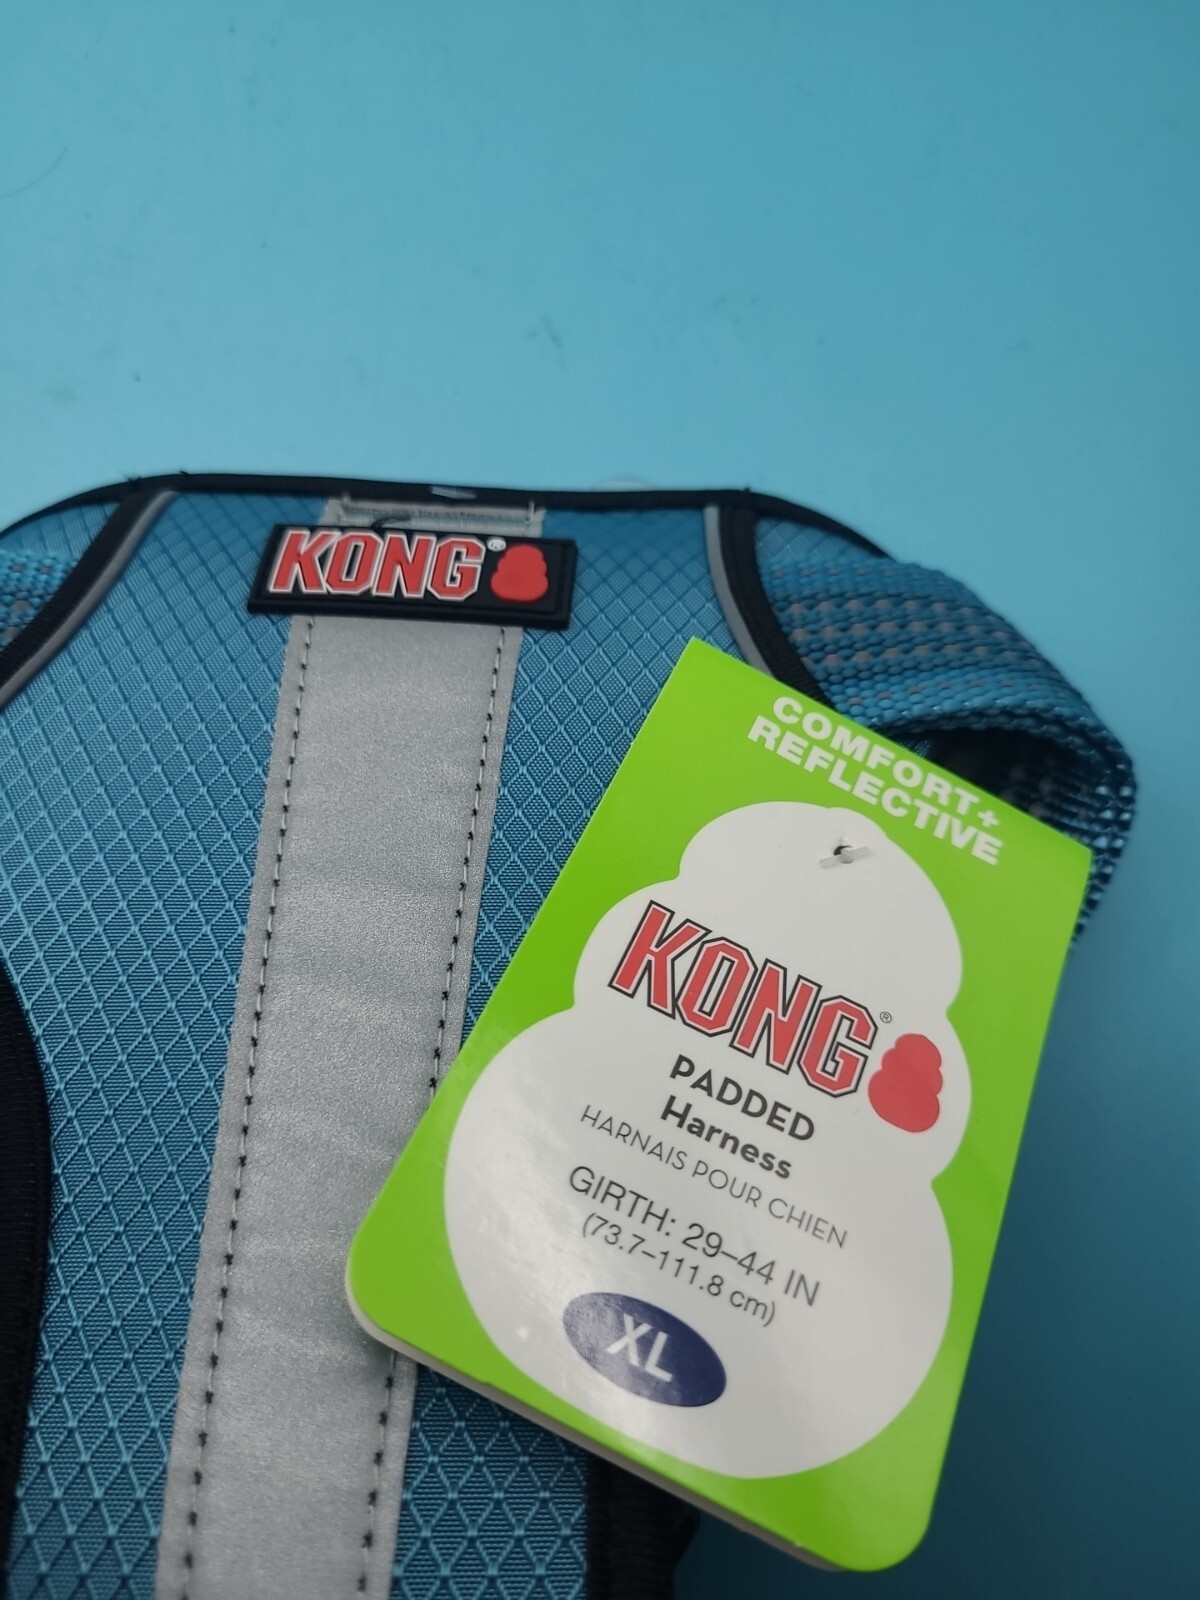 KONG®
COMFORT +
REFLECTIVE
KONG®
PADDED
Harness
HARNAIS POUR CHIEN
GIRTH: 29–44 IN
(73.7–111.8 cm)
XL